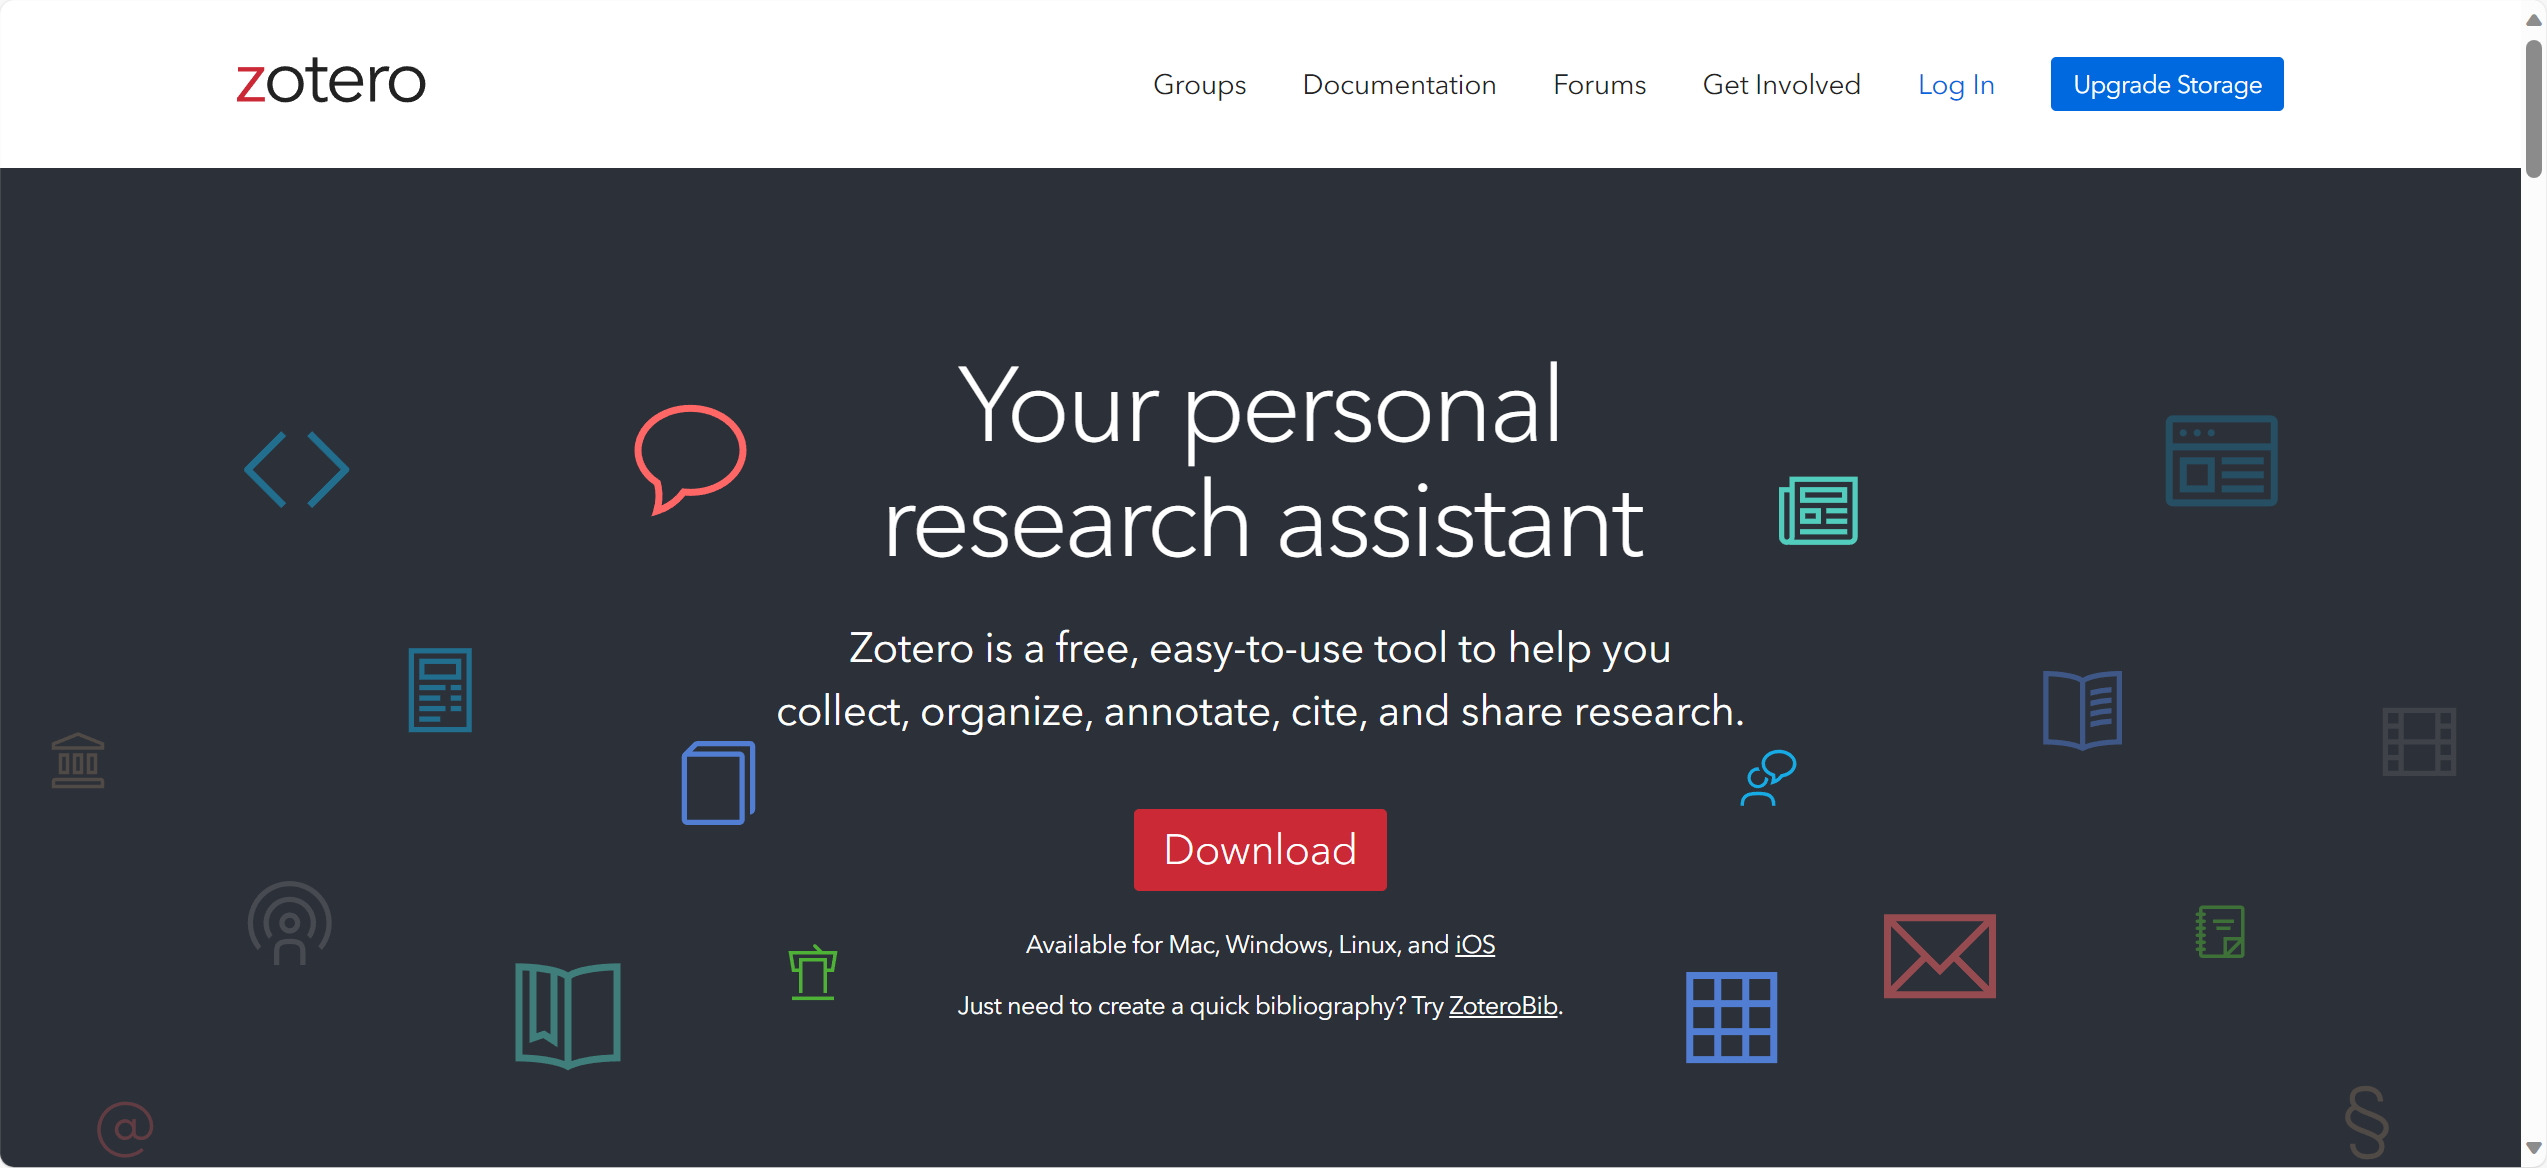 zotero
Groups Documentation Forums Get Involved Log In Upgrade Storage
Your personal
research assistant
Zotero is a free, easy-to-use tool to help you
collect, organize, annotate, cite, and share research.
Download
Available for Mac, Windows, Linux, and iOS
Just need to create a quick bibliography? Try ZoteroBib.
@
§